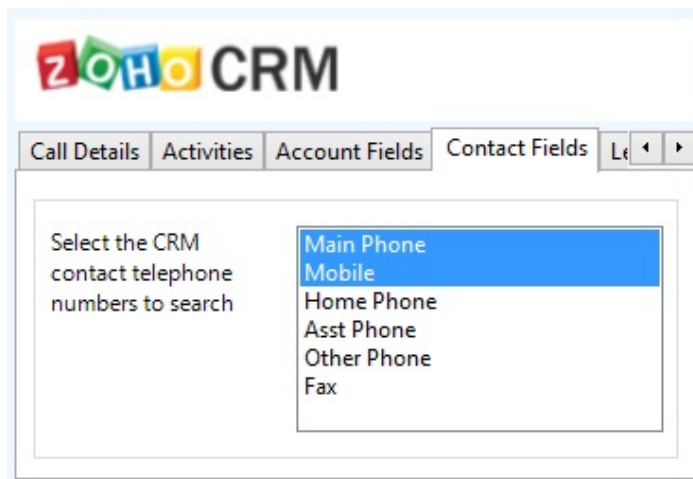 ZOHO CRM
Call Details Activities Account Fields Contact Fields
Select the CRM
contact telephone
numbers to search
Main Phone
Mobile
Home Phone
Asst Phone
Other Phone
Fax